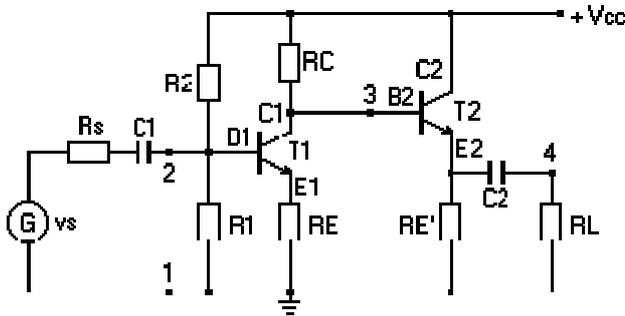 + Vcc
R2
RC
C2
3
B2
C1
T2
Rs
C1
D1
T1
E2
4
2
E1
C2
G
vs
R1
RE
RE'
RL
1